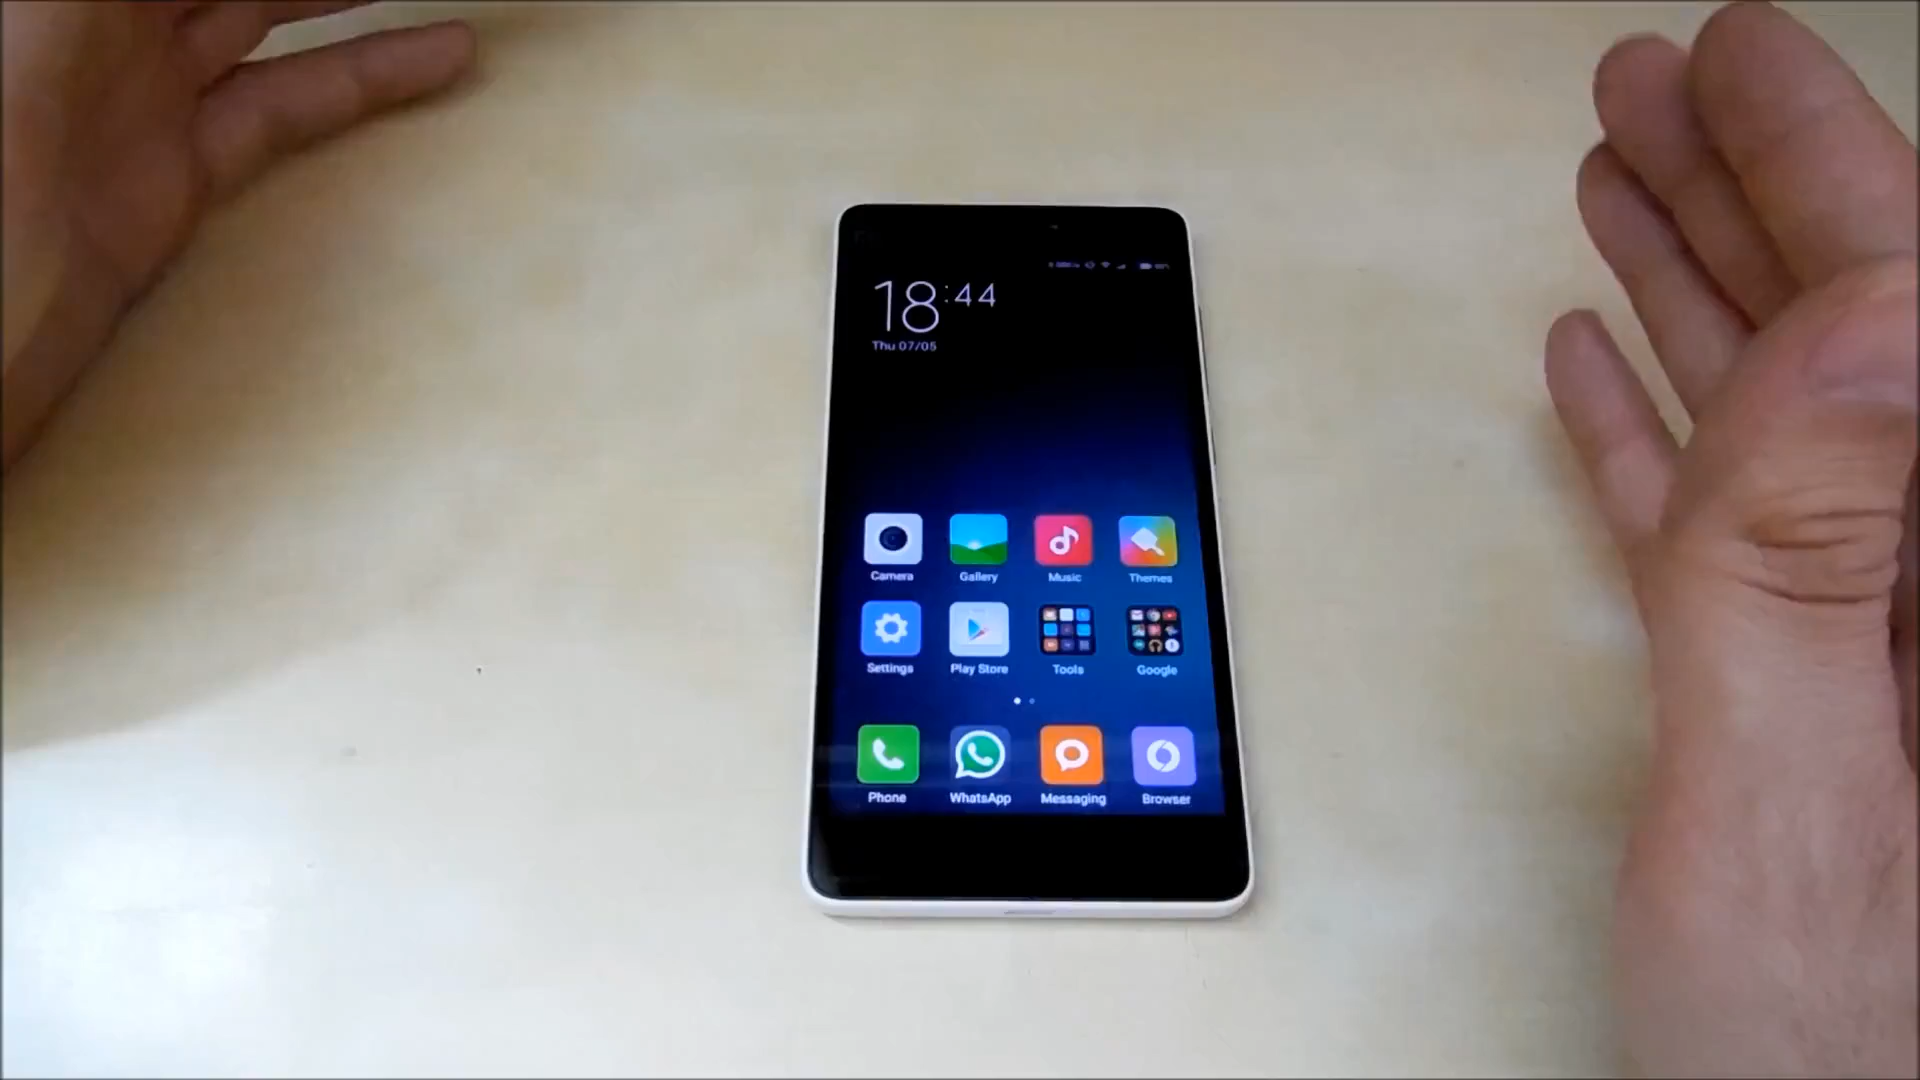 18:44
Thu 07/05
Camera Gallery Music Themes
Settings Play Store Tools Google
Phone WhatsApp Messaging Browser